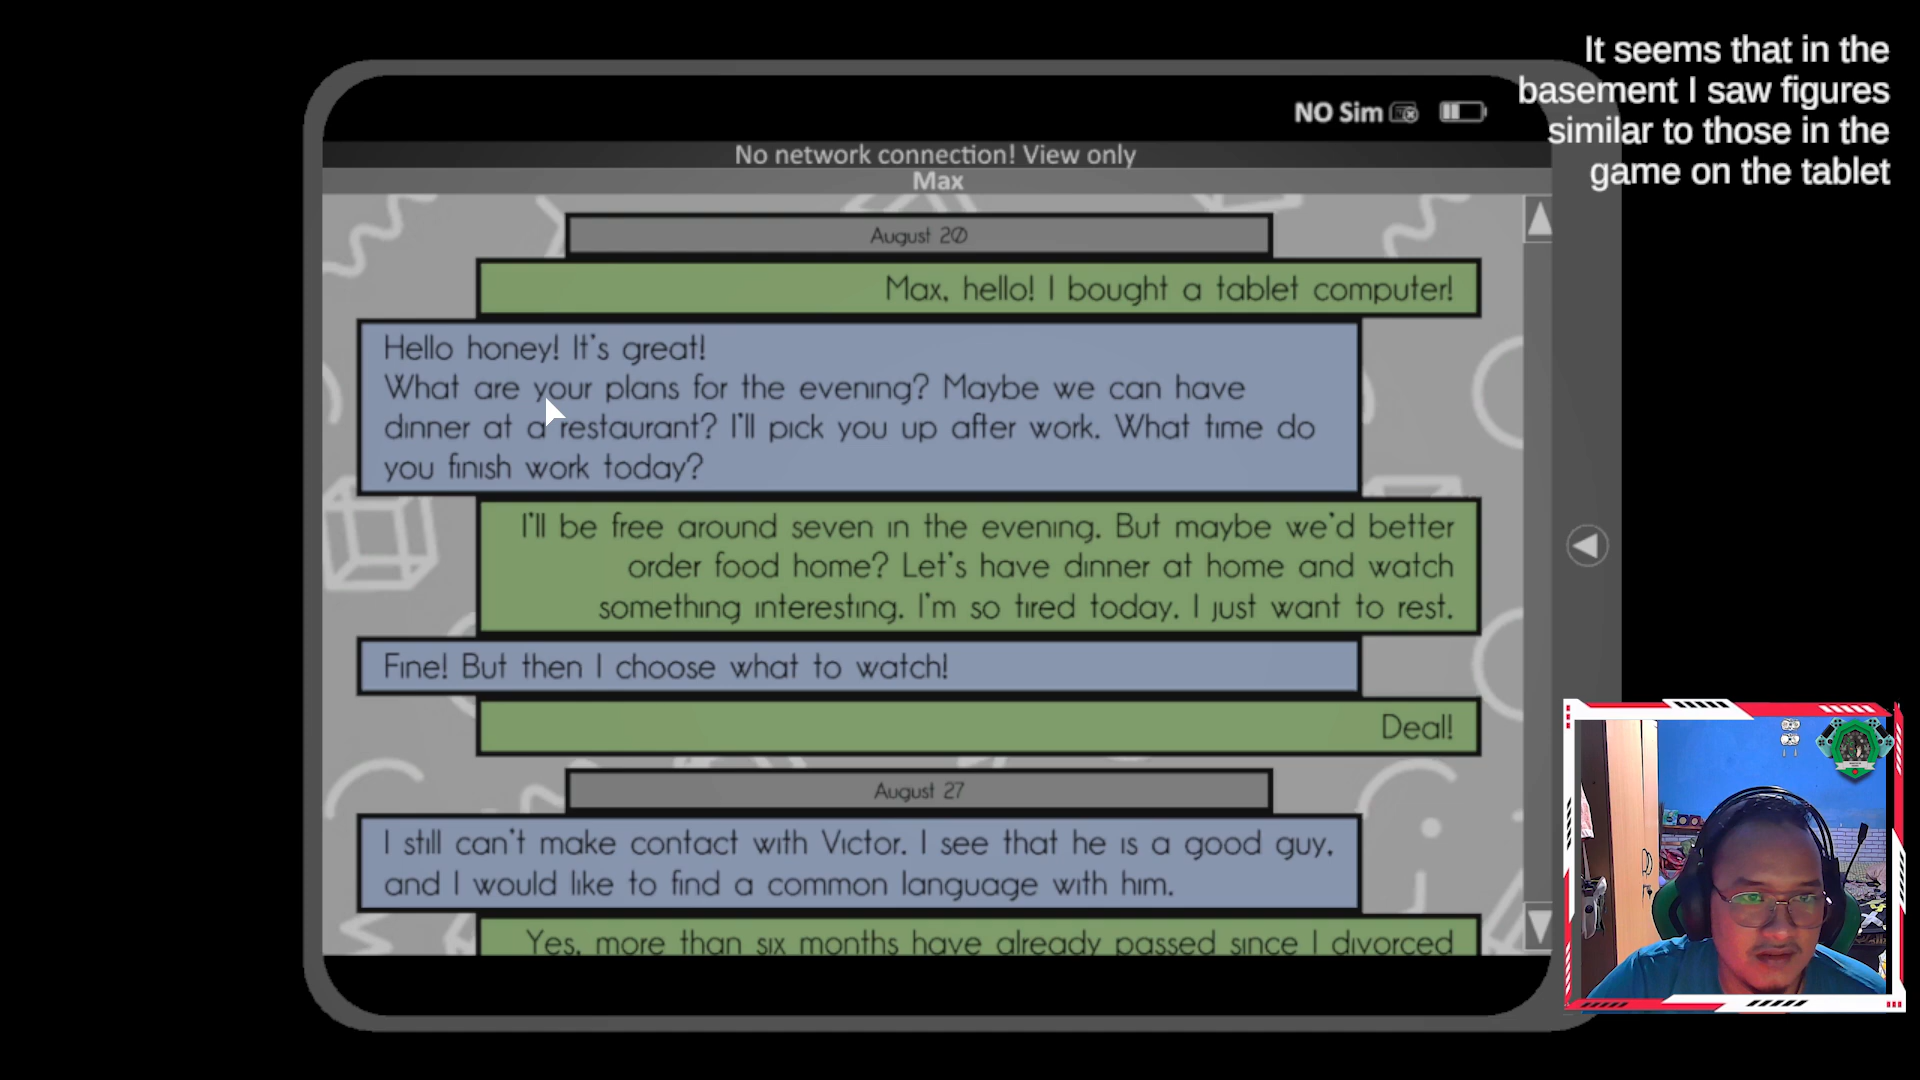 It seems that in the
basement I saw figures
similar to those in the
game on the tablet
NO Sim
No network connection! View only
Max
August 20
Max, hello! I bought a tablet computer!
Hello honey! It's great!
What are your plans for the evening? Maybe we can have
dinner at a restaurant? I'll pick you up after work. What time do
you finish work today?
I'll be free around seven in the evening. But maybe we'd better
order food home? Let's have dinner at home and watch
something interesting. I'm so tired today. I just want to rest.
Fine! But then I choose what to watch!
Deal!
August 27
I still can't make contact with Victor. I see that he is a good guy,
and I would like to find a common language with him.
Yes, more than six months have already passed since I divorced